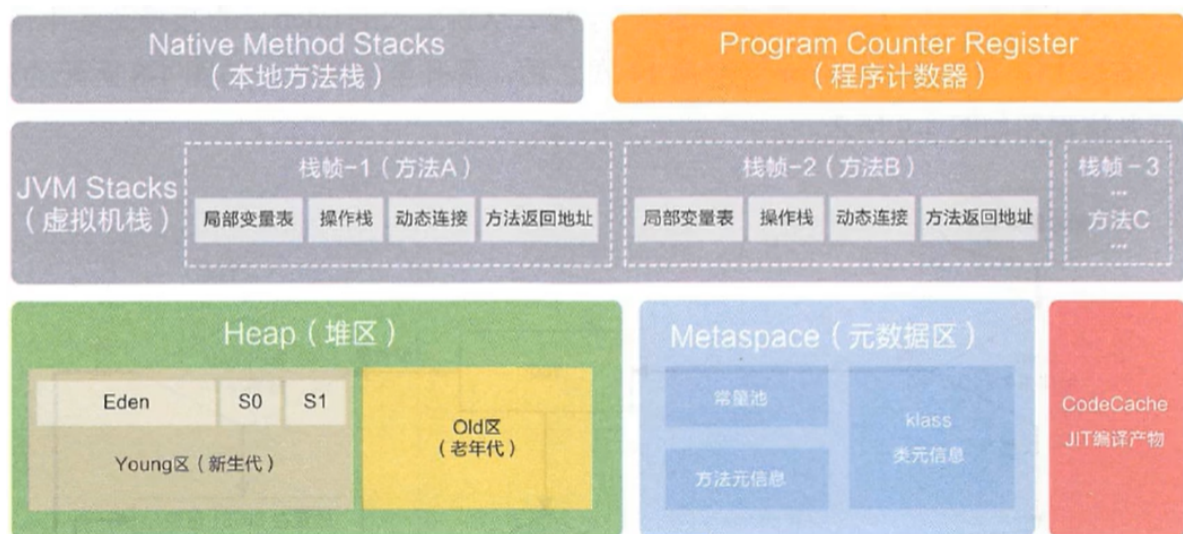 Native Method Stacks
（本地方法栈）
Program Counter Register
（程序计数器）
JVM Stacks
（虚拟机栈）
栈帧-1（方法A）
局部变量表
操作栈
动态连接
方法返回地址
栈帧-2（方法B）
局部变量表
操作栈
动态连接
方法返回地址
栈帧-3
...
方法C
...
Heap（堆区）
Eden
S0
S1
Young区（新生代）
Old区
（老年代）
Metaspace（元数据区）
常量池
方法元信息
klass
类元信息
CodeCache
JIT编译产物